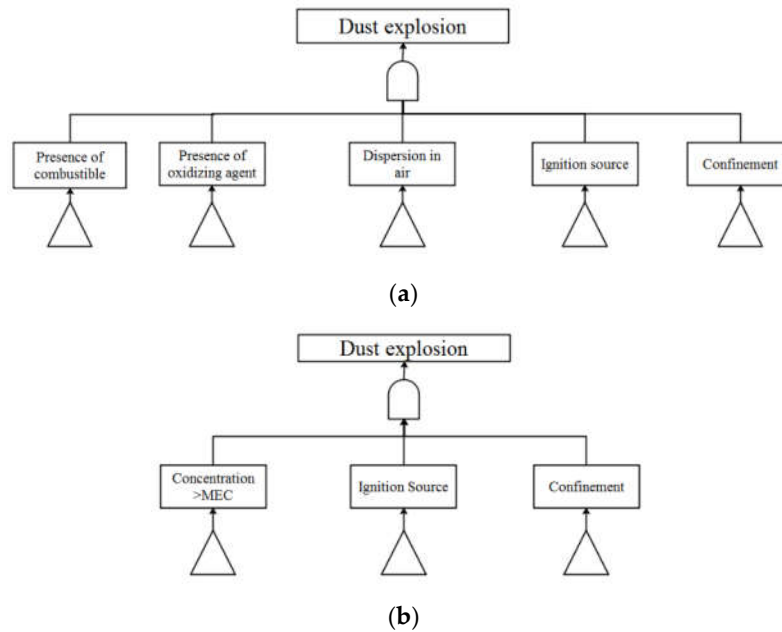 Dust explosion
Presence of
combustible
Presence of
oxidizing agent
Dispersion in
air
Ignition source
Confinement
(a)
Dust explosion
Concentration
>MEC
Ignition Source
Confinement
(b)